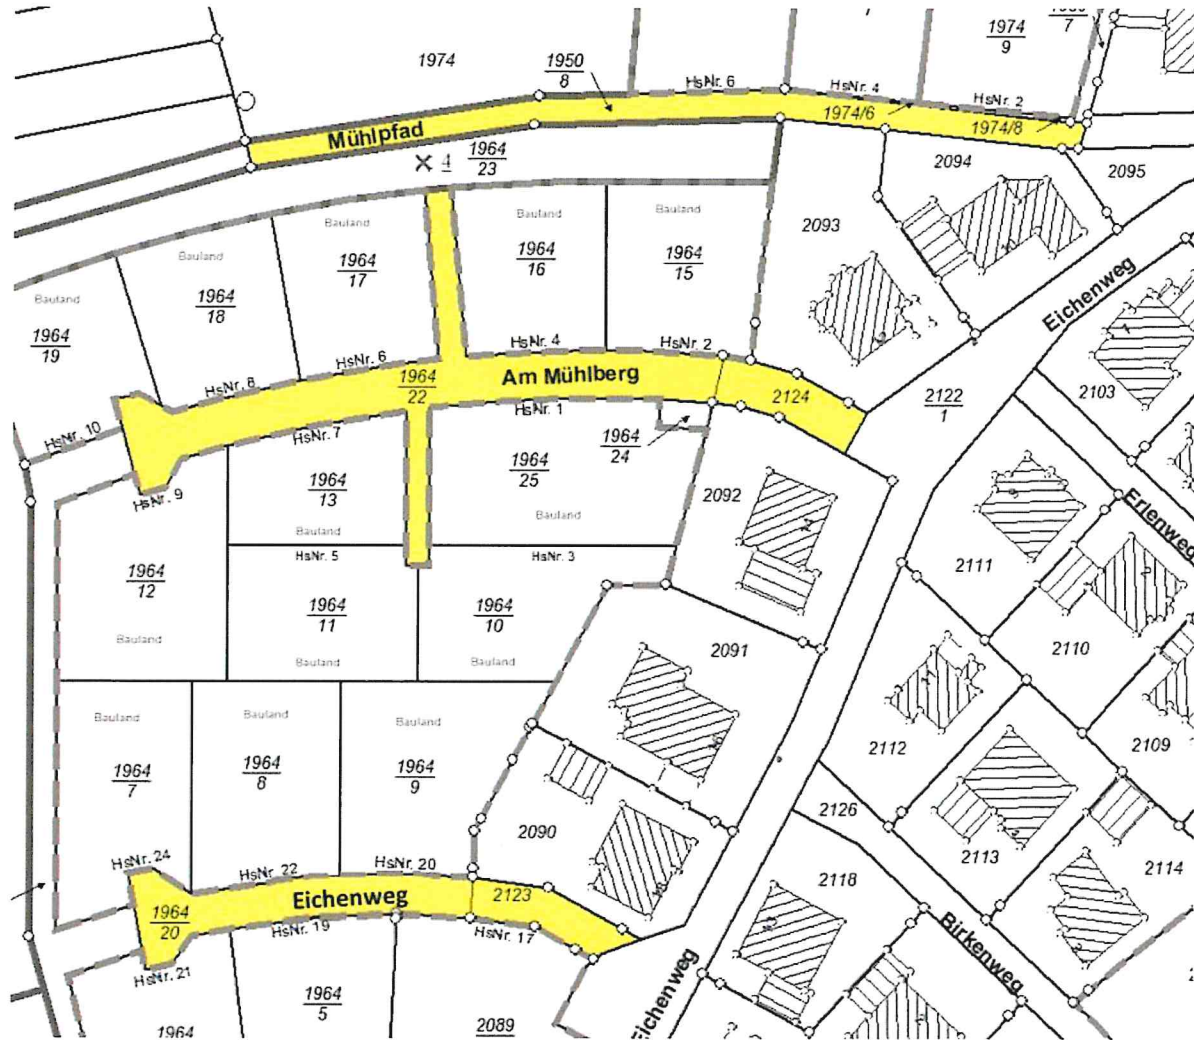 1974
1950
8
HsNr. 6
HsNr. 4
1974
9
HsNr. 2
7
Mühlpfad
1974/6
1974/8
4
1964
23
2094
2095
Bauland
1964
19
Bauland
1964
18
Bauland
1964
17
Bauland
1964
16
Bauland
1964
15
2093
Eichenweg
HsNr. 10
HsNr. 8
HsNr. 6
HsNr. 4
HsNr. 2
1964
22
Am Mühlberg
2124
2122
1
2103
HsNr. 9
HsNr. 7
HsNr. 1
1964
24
1964
13
Bauland
1964
25
Bauland
2092
2111
Erlenweg
HsNr. 5
HsNr. 3
1964
12
Bauland
1964
11
Bauland
1964
10
Bauland
2091
2110
Bauland
1964
7
Bauland
1964
8
Bauland
1964
9
2112
2109
2090
2126
2113
2114
HsNr. 24
HsNr. 22
HsNr. 20
1964
20
Eichenweg
2123
2118
HsNr. 21
HsNr. 19
HsNr. 17
Birkenweg
1964
1964
5
2089
Eichenweg